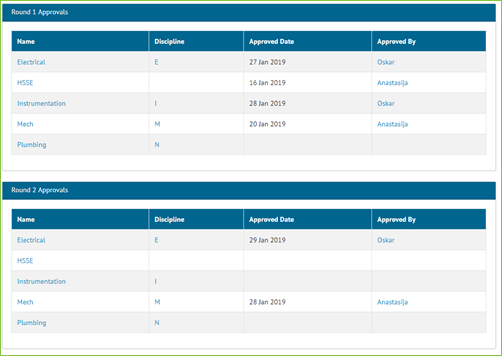 Round 1 Approvals
Name Discipline Approved Date Approved By
Electrical E 27 Jan 2019 Oskar
HSSE 16 Jan 2019 Anastasija
Instrumentation I 28 Jan 2019 Oskar
Mech M 20 Jan 2019 Anastasija
Plumbing N
Round 2 Approvals
Name Discipline Approved Date Approved By
Electrical E 29 Jan 2019 Oskar
HSSE
Instrumentation I
Mech M 28 Jan 2019 Anastasija
Plumbing N